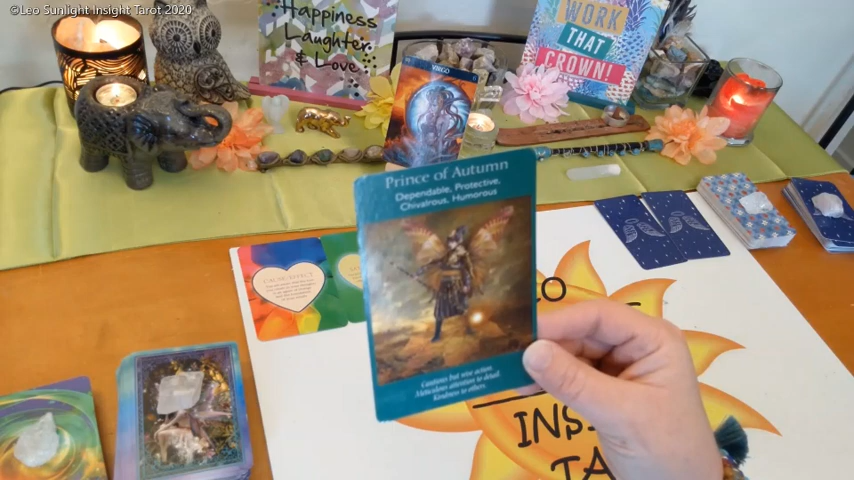 ©Leo Sunlight Insight Tarot 2020
Happiness
Laughter
& Love
WORK
THAT
CROWN!
VIRGO
Prince of Autumn
Dependable, Protective,
Chivalrous, Humorous
Cautious but wise action.
Meticulous attention to detail.
Kindness to others.
INS
TA